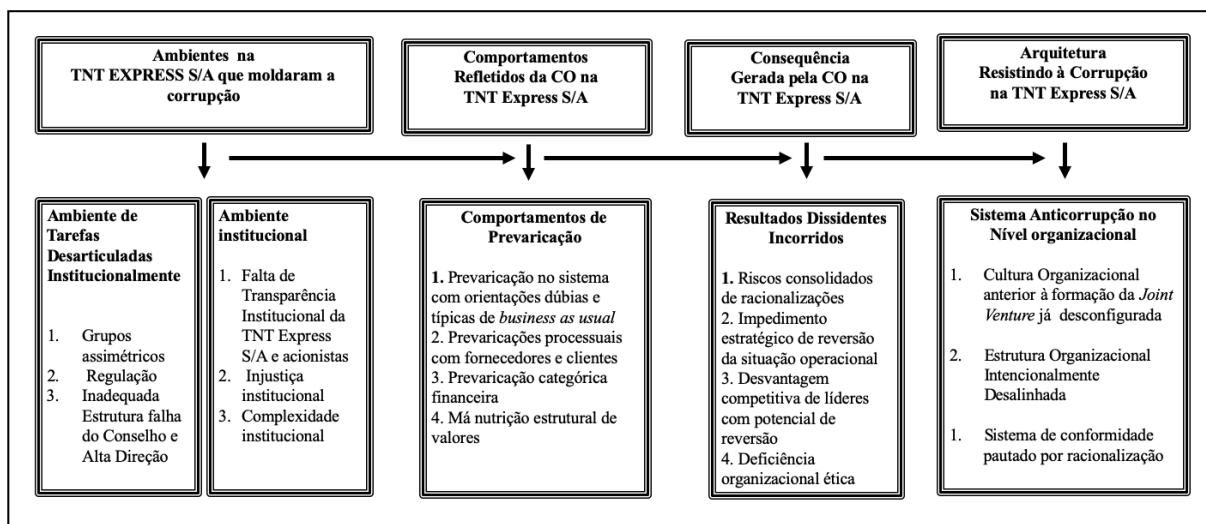 Ambientes na
TNT EXPRESS S/A que moldaram a
corrupção
Comportamentos
Refletidos da CO na
TNT Express S/A
Consequência
Gerada pela CO na
TNT Express S/A
Arquitetura
Resistindo à Corrupção
na TNT Express S/A
Ambiente de
Tarefas
Desarticuladas
Institucionalmente
1. Grupos
assimétricos
2. Regulação
3. Inadequada
Estrutura falha
do Conselho e
Alta Direção
Ambiente
institucional
1. Falta de
Transparência
Institucional da
TNT Express
S/A e acionistas
2. Injustiça
institucional
3. Complexidade
institucional
Comportamentos de
Prevaricação
1. Prevaricação no sistema
com orientações dúbias e
típicas de business as usual
2. Prevaricações processuais
com fornecedores e clientes
3. Prevaricação categórica
financeira
4. Má nutrição estrutural de
valores
Resultados Dissidentes
Incorridos
1. Riscos consolidados
de racionalizações
2. Impedimento
estratégico de reversão
da situação operacional
3. Desvantagem
competitiva de líderes
com potencial de
reversão
4. Deficiência
organizacional ética
Sistema Anticorrupção no
Nível organizacional
1. Cultura Organizacional
anterior à formação da Joint
Venture já desconfigurada
2. Estrutura Organizacional
Intencionalmente
Desalinhada
1. Sistema de conformidade
pautado por racionalização